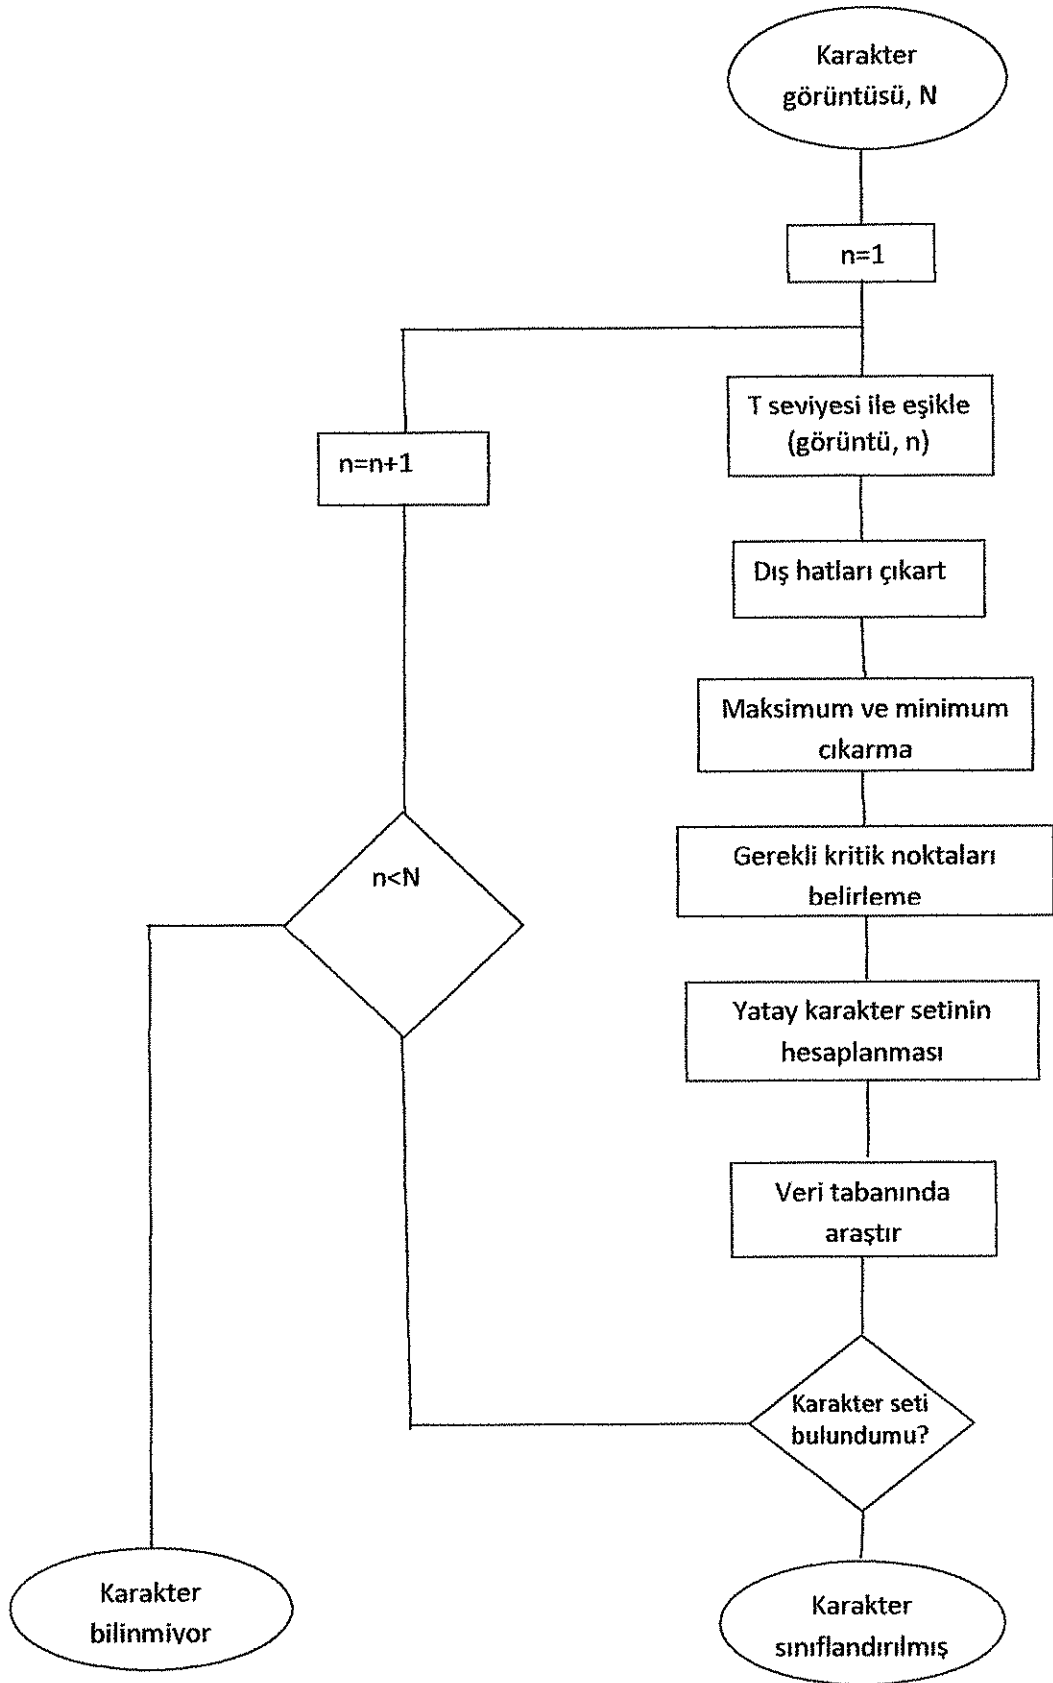 Karakter
görüntüsü, N
n=1
T seviyesi ile eşikle
(görüntü, n)
n=n+1
Dış hatları çıkart
Maksimum ve minimum
cıkarma
Gerekli kritik noktaları
belirleme
n<N
Yatay karakter setinin
hesaplanması
Veri tabanında
araştır
Karakter seti
bulundumu?
Karakter
bilinmiyor
Karakter
sınıflandırılmış